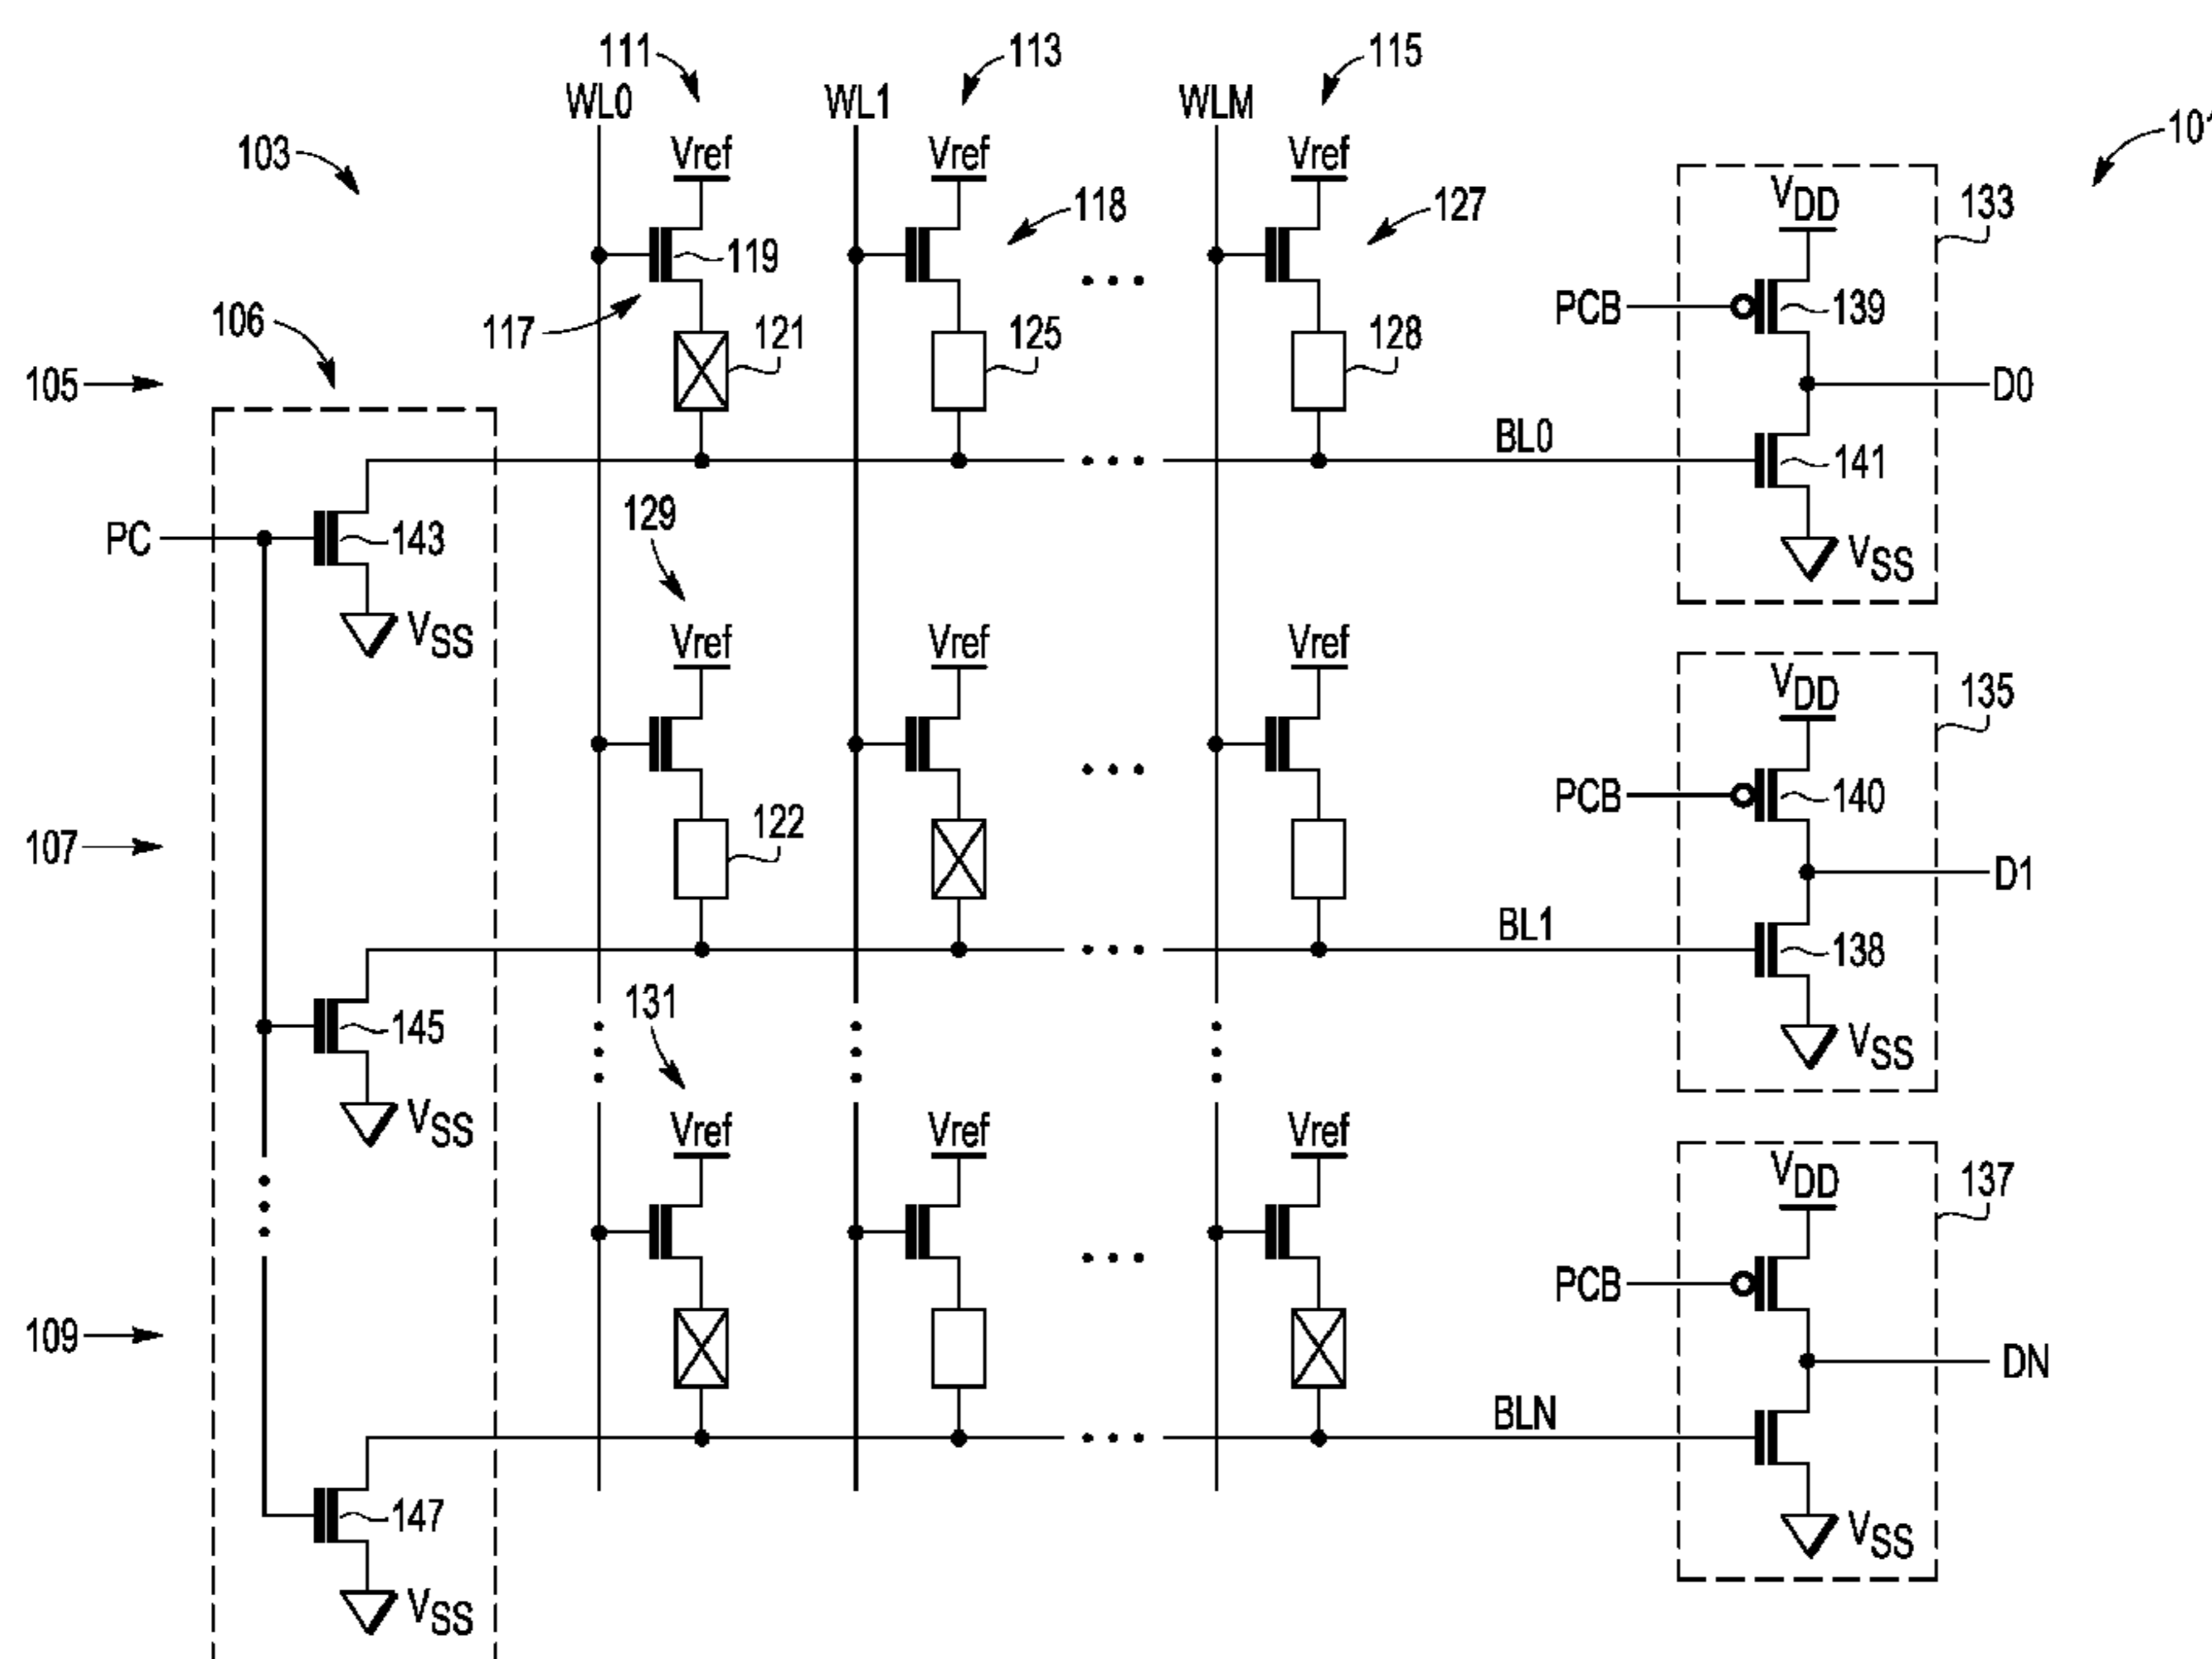 111 113 115
WL0 WL1 WLM
103 Vref Vref Vref 101
118 127 VDD 133
106 119
117 121 125 128 PCB 139
105 D0
BL0 141
129
PC 143 VSS
VSS Vref Vref Vref VDD 135
PCB 140
107 122 D1
BL1 138
131
145 VSS
VSS Vref Vref Vref VDD 137
PCB
109 DN
BLN
147 VSS
VSS